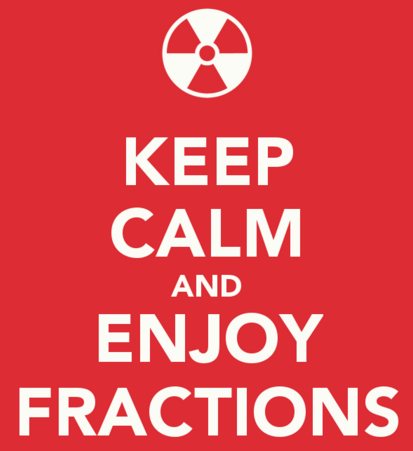 KEEP
CALM
AND
ENJOY
FRACTIONS